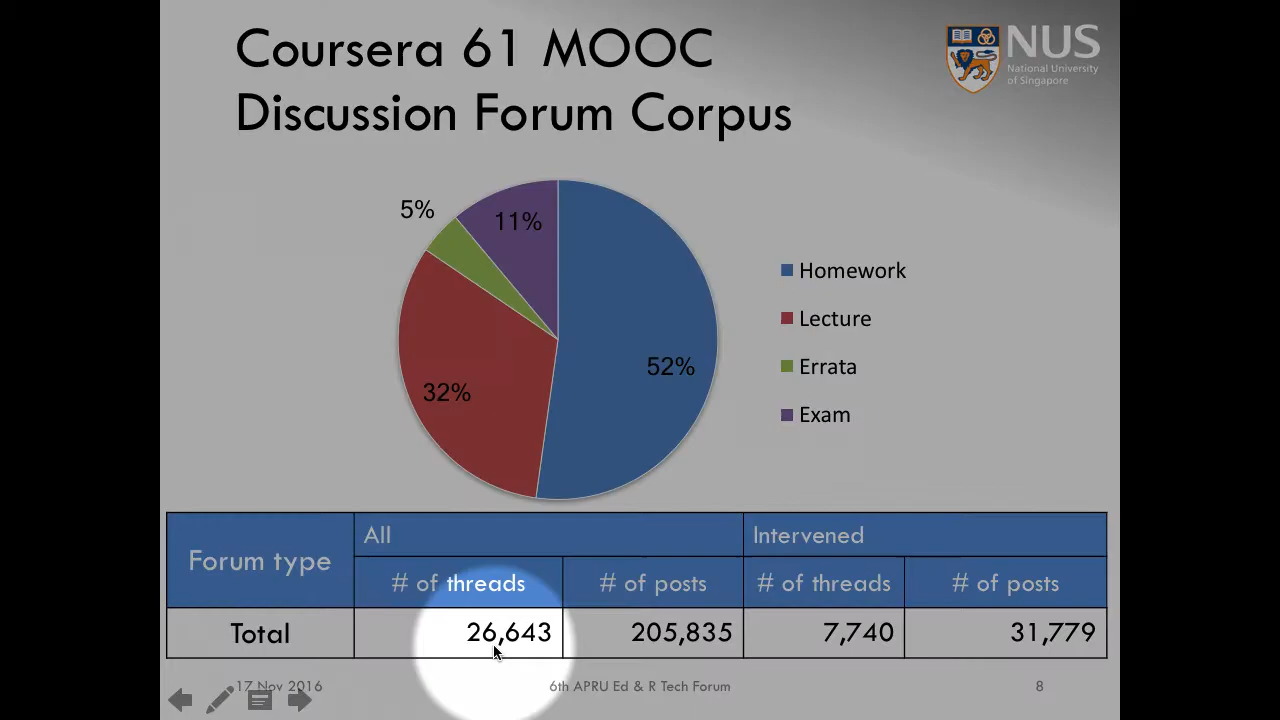 Coursera 61 MOOC
Discussion Forum Corpus
NUS
National University
of Singapore
5%
11%
52%
32%
Homework
Lecture
Errata
Exam
Forum type
All
Intervened
# of threads
# of posts
# of threads
# of posts
Total
26,643
205,835
7,740
31,779
17 Nov 2016
6th APRU Ed & R Tech Forum
8